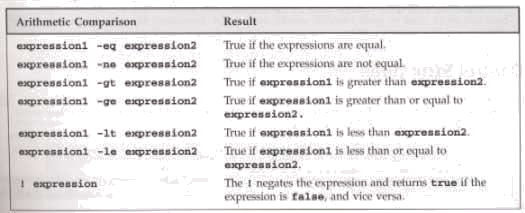 Arithmetic Comparison Result
expression1 -eq expression2 True if the expressions are equal.
expression1 -ne expression2 True if the expressions are not equal.
expression1 -gt expression2 True if expression1 is greater than expression2.
expression1 -ge expression2 True if expression1 is greater than or equal to
expression2.
expression1 -lt expression2 True if expression1 is less than expression2.
expression1 -le expression2 True if expression1 is less than or equal to
expression2.
! expression The ! negates the expression and returns true if the
expression is false, and vice versa.